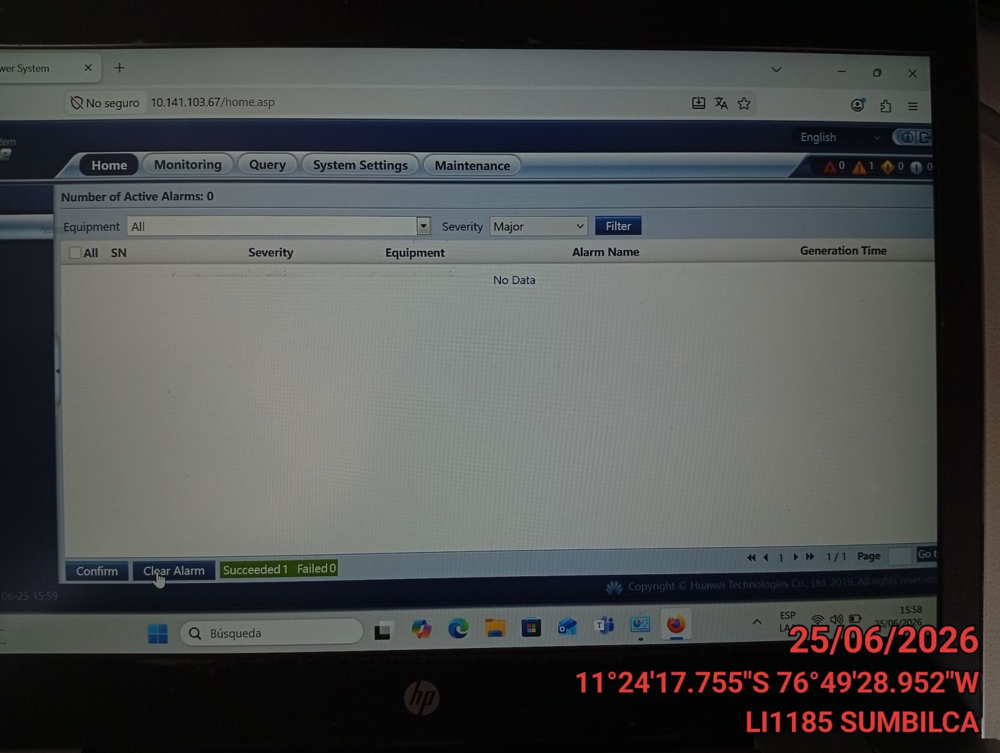 wer System
No seguro 10.141.103.67/home.asp
tem
e
English
Home Monitoring Query System Settings Maintenance
0 1 0 0
Number of Active Alarms: 0
Equipment All Severity Major Filter
All SN Severity Equipment Alarm Name Generation Time
No Data
1 1 / 1 Page Go t
Confirm Clear Alarm Succeeded 1 Failed 0
Copyright © Huawei Technologies Co., Ltd. 2019. All rights reserved
-06-25 15:59
Búsqueda
ESP
LAA
15:58
25/06/2026
25/06/2026
11°24'17.755"S 76°49'28.952"W
LI1185 SUMBILCA
hp